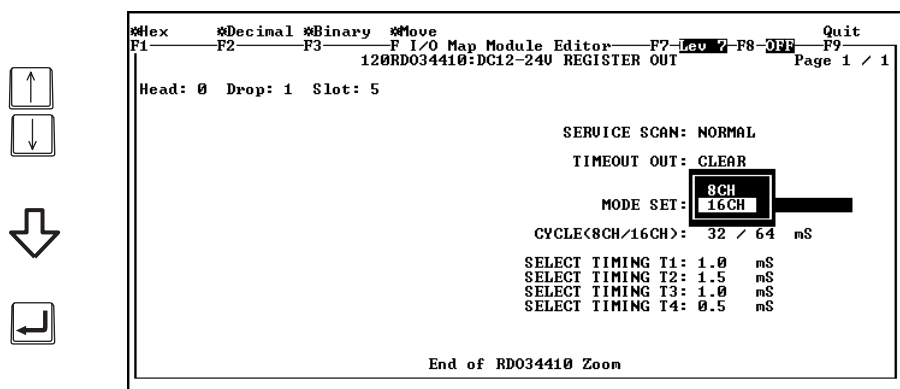 *Hex *Decimal *Binary *Move Quit
F1 F2 F3 F I/O Map Module Editor F7-Lev 7-F8-OFF F9
120RDO34410:DC12-24V REGISTER OUT Page 1 / 1
Head: 0 Drop: 1 Slot: 5
SERVICE SCAN: NORMAL
TIMEOUT OUT: CLEAR
8CH
MODE SET: 16CH
CYCLE(8CH/16CH): 32 / 64 mS
SELECT TIMING T1: 1.0 mS
SELECT TIMING T2: 1.5 mS
SELECT TIMING T3: 1.0 mS
SELECT TIMING T4: 0.5 mS
End of RDO34410 Zoom